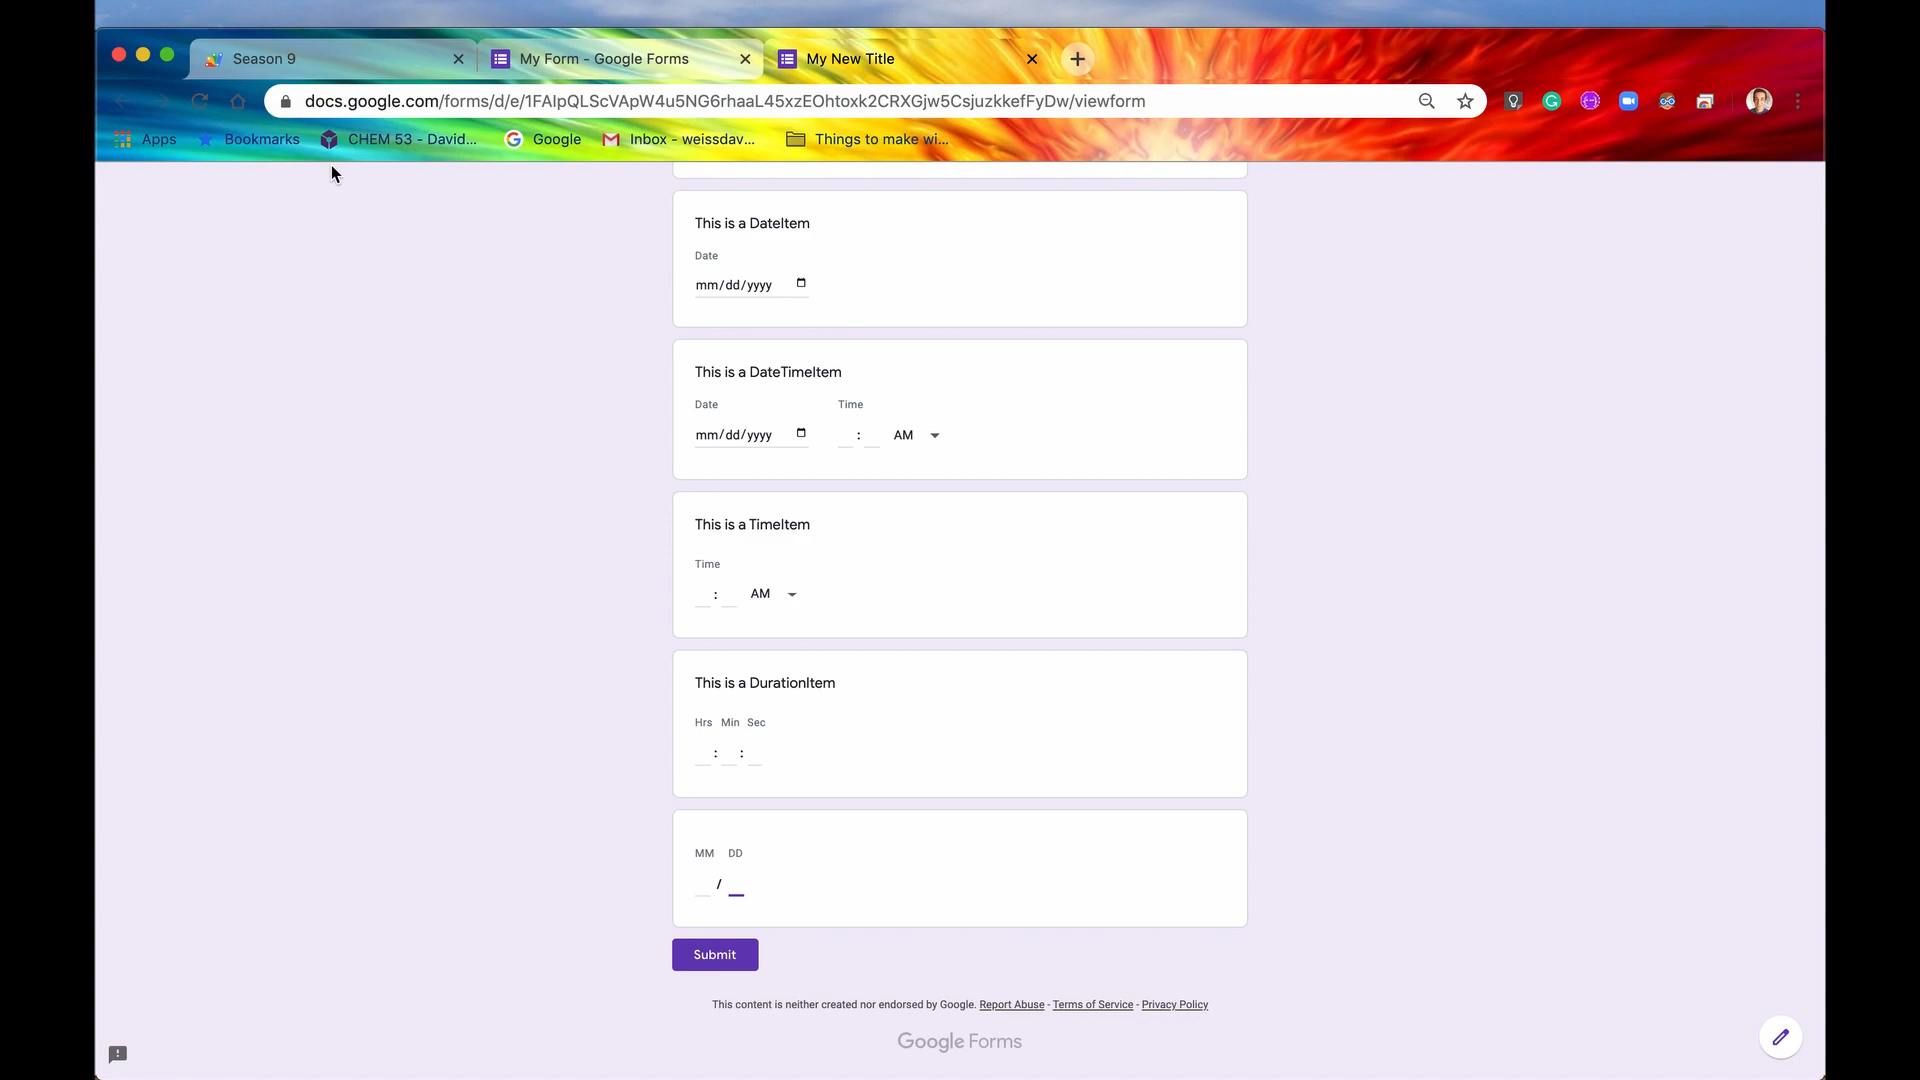 Season 9
My Form - Google Forms
My New Title
docs.google.com/forms/d/e/1FAIpQLScVApW4u5NG6rhaaL45xzEOhtoxk2CRXGjw5CsjuzkkefFyDw/viewform
Apps
Bookmarks
CHEM 53 - David...
Google
Inbox - weissdav...
Things to make wi...
This is a DateItem
Date
mm/dd/yyyy
This is a DateTimeItem
Date Time
mm/dd/yyyy : AM
This is a TimeItem
Time
: AM
This is a DurationItem
Hrs Min Sec
: :
MM DD
/
Submit
This content is neither created nor endorsed by Google. Report Abuse - Terms of Service - Privacy Policy
Google Forms